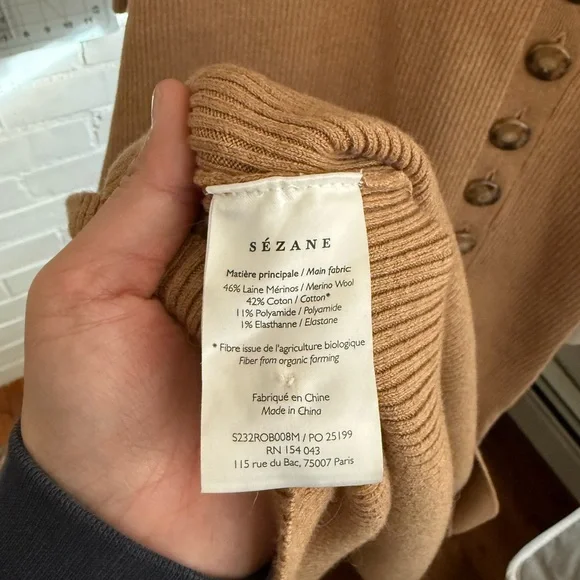 SÉZANE
Matière principale / Main fabric:
46% Laine Mérinos / Merino Wool
42% Coton / Cotton*
11% Polyamide / Polyamide
1% Elasthanne / Elastane
* Fibre issue de l'agriculture biologique
Fiber from organic farming
Fabriqué en Chine
Made in China
S232ROB008M / PO 25199
RN 154 043
115 rue du Bac, 75007 Paris